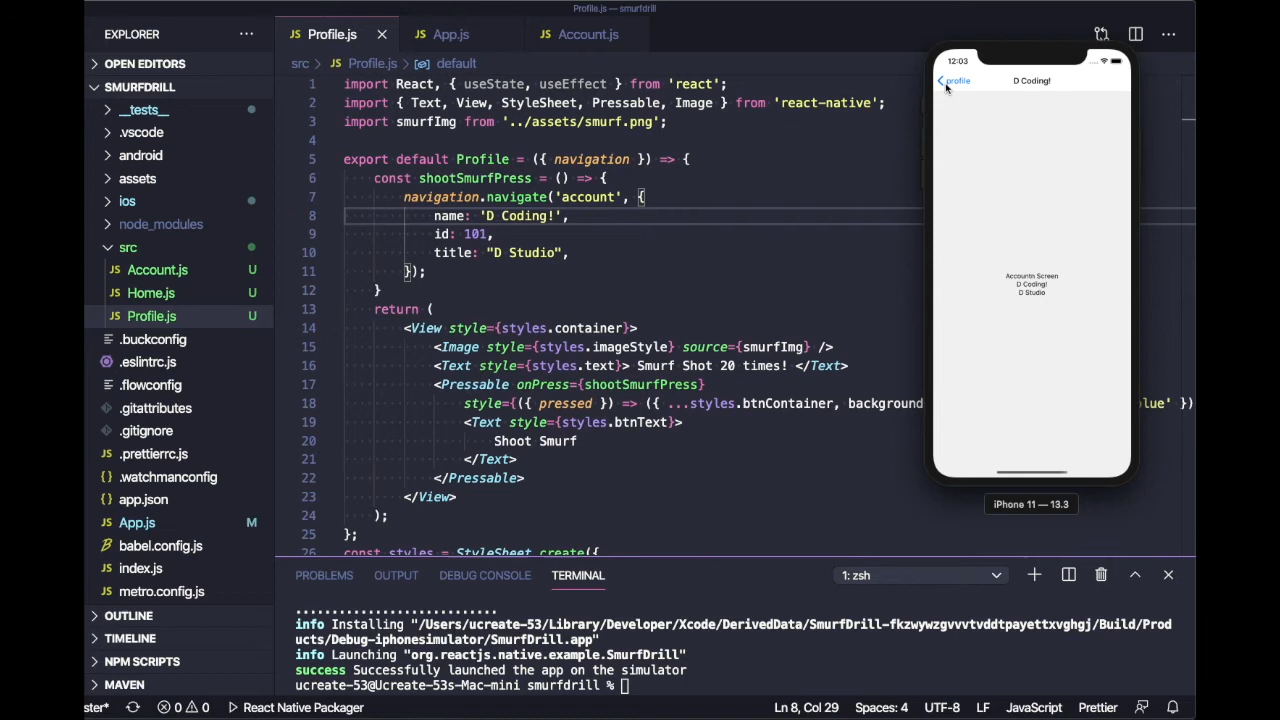 Profile.js — smurfdrill
EXPLORER
OPEN EDITORS
SMURFDRILL
__tests__
.vscode
android
assets
ios
node_modules
src
Account.js U
Home.js U
Profile.js U
.buckconfig
.eslintrc.js
.flowconfig
.gitattributes
.gitignore
.prettierrc.js
.watchmanconfig
app.json
App.js M
babel.config.js
index.js
metro.config.js
OUTLINE
TIMELINE
NPM SCRIPTS
MAVEN
JS Profile.js JS App.js JS Account.js
src > JS Profile.js > default
1 import React, { useState, useEffect } from 'react';
2 import { Text, View, StyleSheet, Pressable, Image } from 'react-native';
3 import smurfImg from '../assets/smurf.png';
4
5 export default Profile = ({ navigation }) => {
6 const shootSmurfPress = () => {
7 navigation.navigate('account', {
8 name: 'D Coding!',
9 id: 101,
10 title: "D Studio",
11 });
12 }
13 return (
14 <View style={styles.container}>
15 <Image style={styles.imageStyle} source={smurfImg} />
16 <Text style={styles.text}> Smurf Shot 20 times! </Text>
17 <Pressable onPress={shootSmurfPress}
18 style={({ pressed }) => ({ ...styles.btnContainer, background lue' })
19 <Text style={styles.btnText}>
20 Shoot Smurf
21 </Text>
22 </Pressable>
23 </View>
24 );
25 };
26 const styles = StyleSheet.create({
12:03
profile D Coding!
Accountn Screen
D Coding!
D Studio
iPhone 11 — 13.3
PROBLEMS OUTPUT DEBUG CONSOLE TERMINAL 1: zsh
info Installing "/Users/ucreate-53/Library/Developer/Xcode/DerivedData/SmurfDrill-fkzwywzgvvvtvddtpayettxvghgj/Build/Pro
ducts/Debug-iphonesimulator/SmurfDrill.app"
info Launching "org.reactjs.native.example.SmurfDrill"
success Successfully launched the app on the simulator
ucreate-53@Ucreate-53s-Mac-mini smurfdrill %
ster* 0 0 React Native Packager Ln 8, Col 29 Spaces: 4 UTF-8 LF JavaScript Prettier